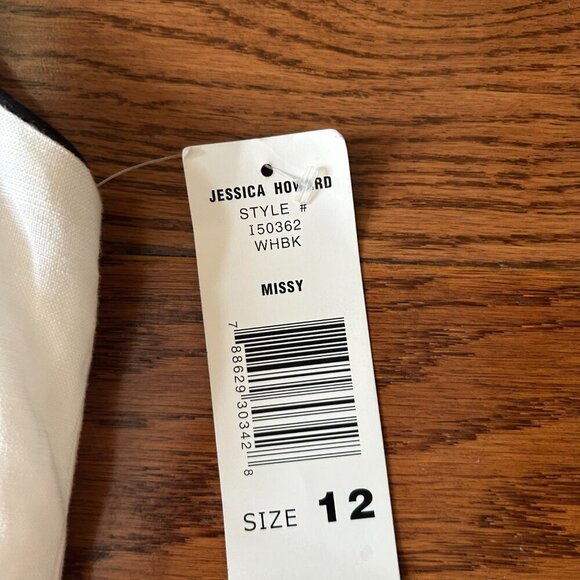 JESSICA HOWARD
STYLE #
I50362
WHBK
MISSY
7 88629 30342 8
SIZE 12